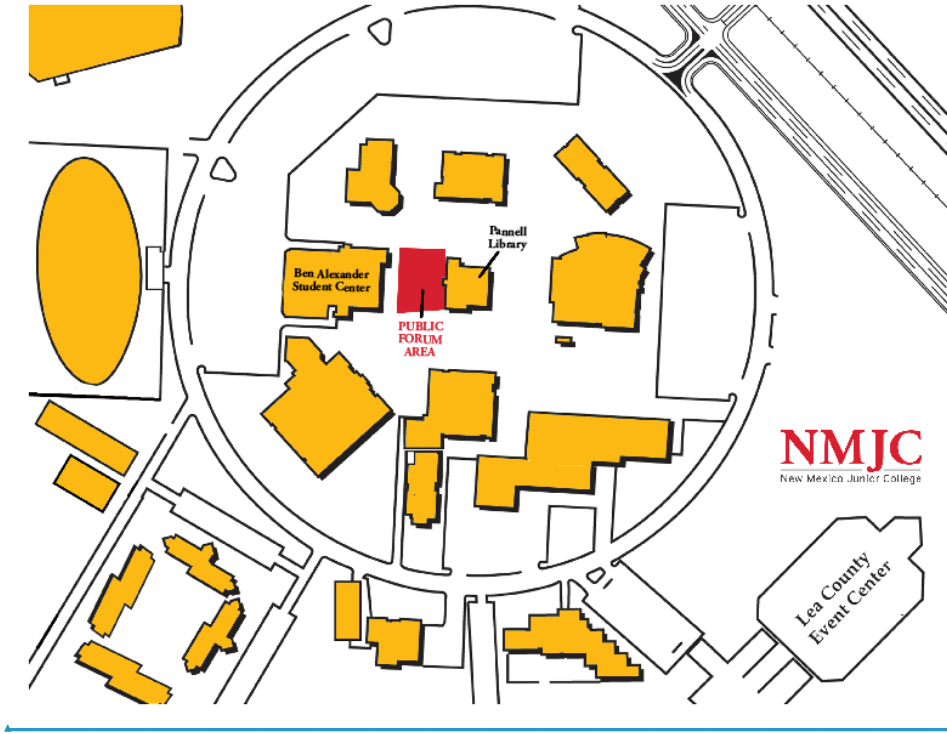 Pannell
Library
Ben Alexander
Student Center
PUBLIC
FORUM
AREA
NMJC
New Mexico Junior College
Lea County
Event Center